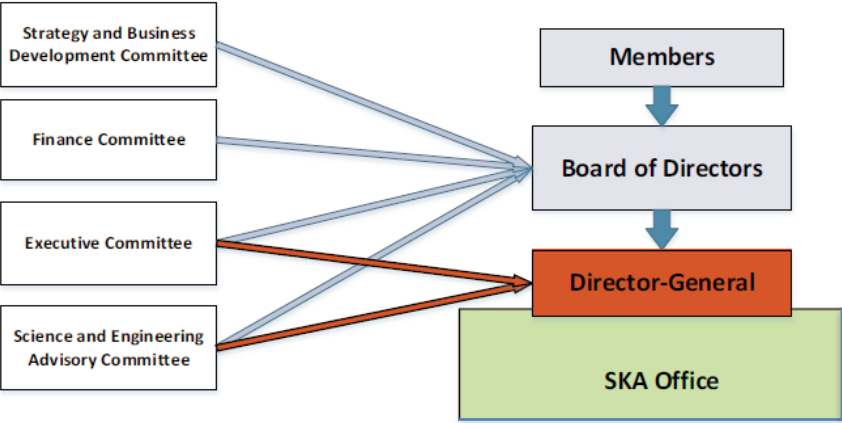 Strategy and Business
Development Committee
Finance Committee
Executive Committee
Science and Engineering
Advisory Committee
Members
Board of Directors
Director-General
SKA Office